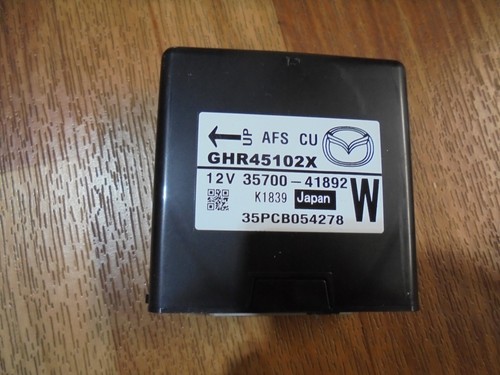 UP AFS CU
GHR45102X
12V 35700-41892
K1839 Japan W
35PCB054278